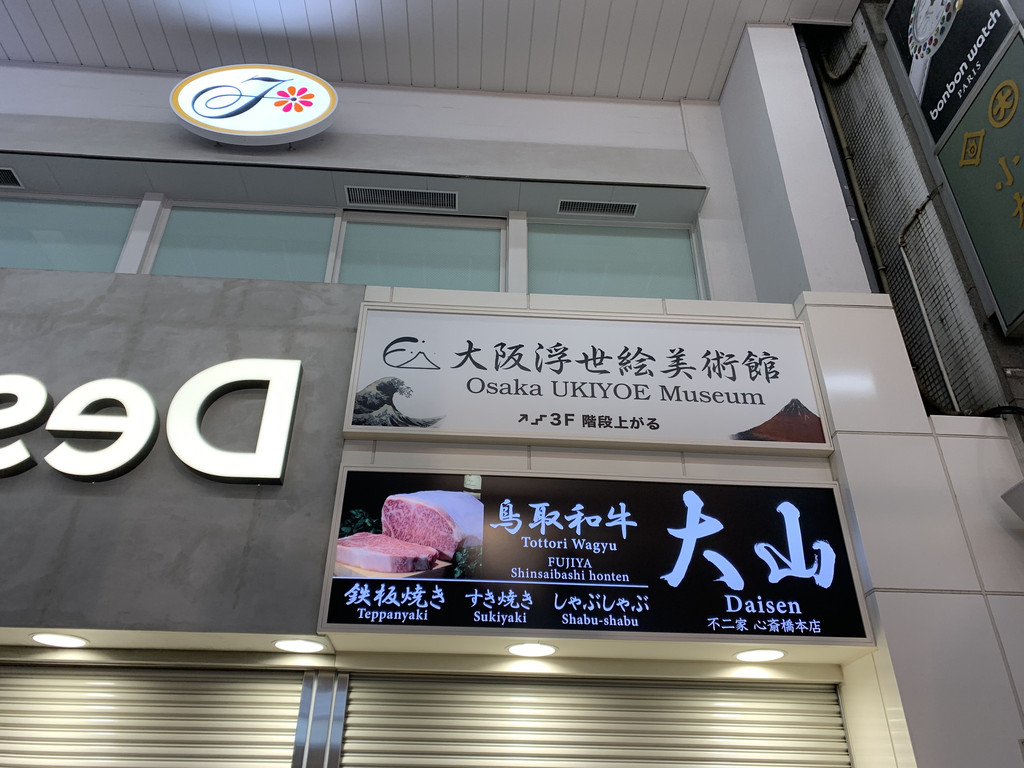 bonbon watch
PARIS
F
大阪浮世絵美術館
Osaka UKIYOE Museum
3F 階段上がる
Des
鳥取和牛
Tottori Wagyu
FUJIYA
Shinsaibashi honten
鉄板焼き すき焼き しゃぶしゃぶ
Teppanyaki Sukiyaki Shabu-shabu
大山
Daisen
不二家 心斎橋本店